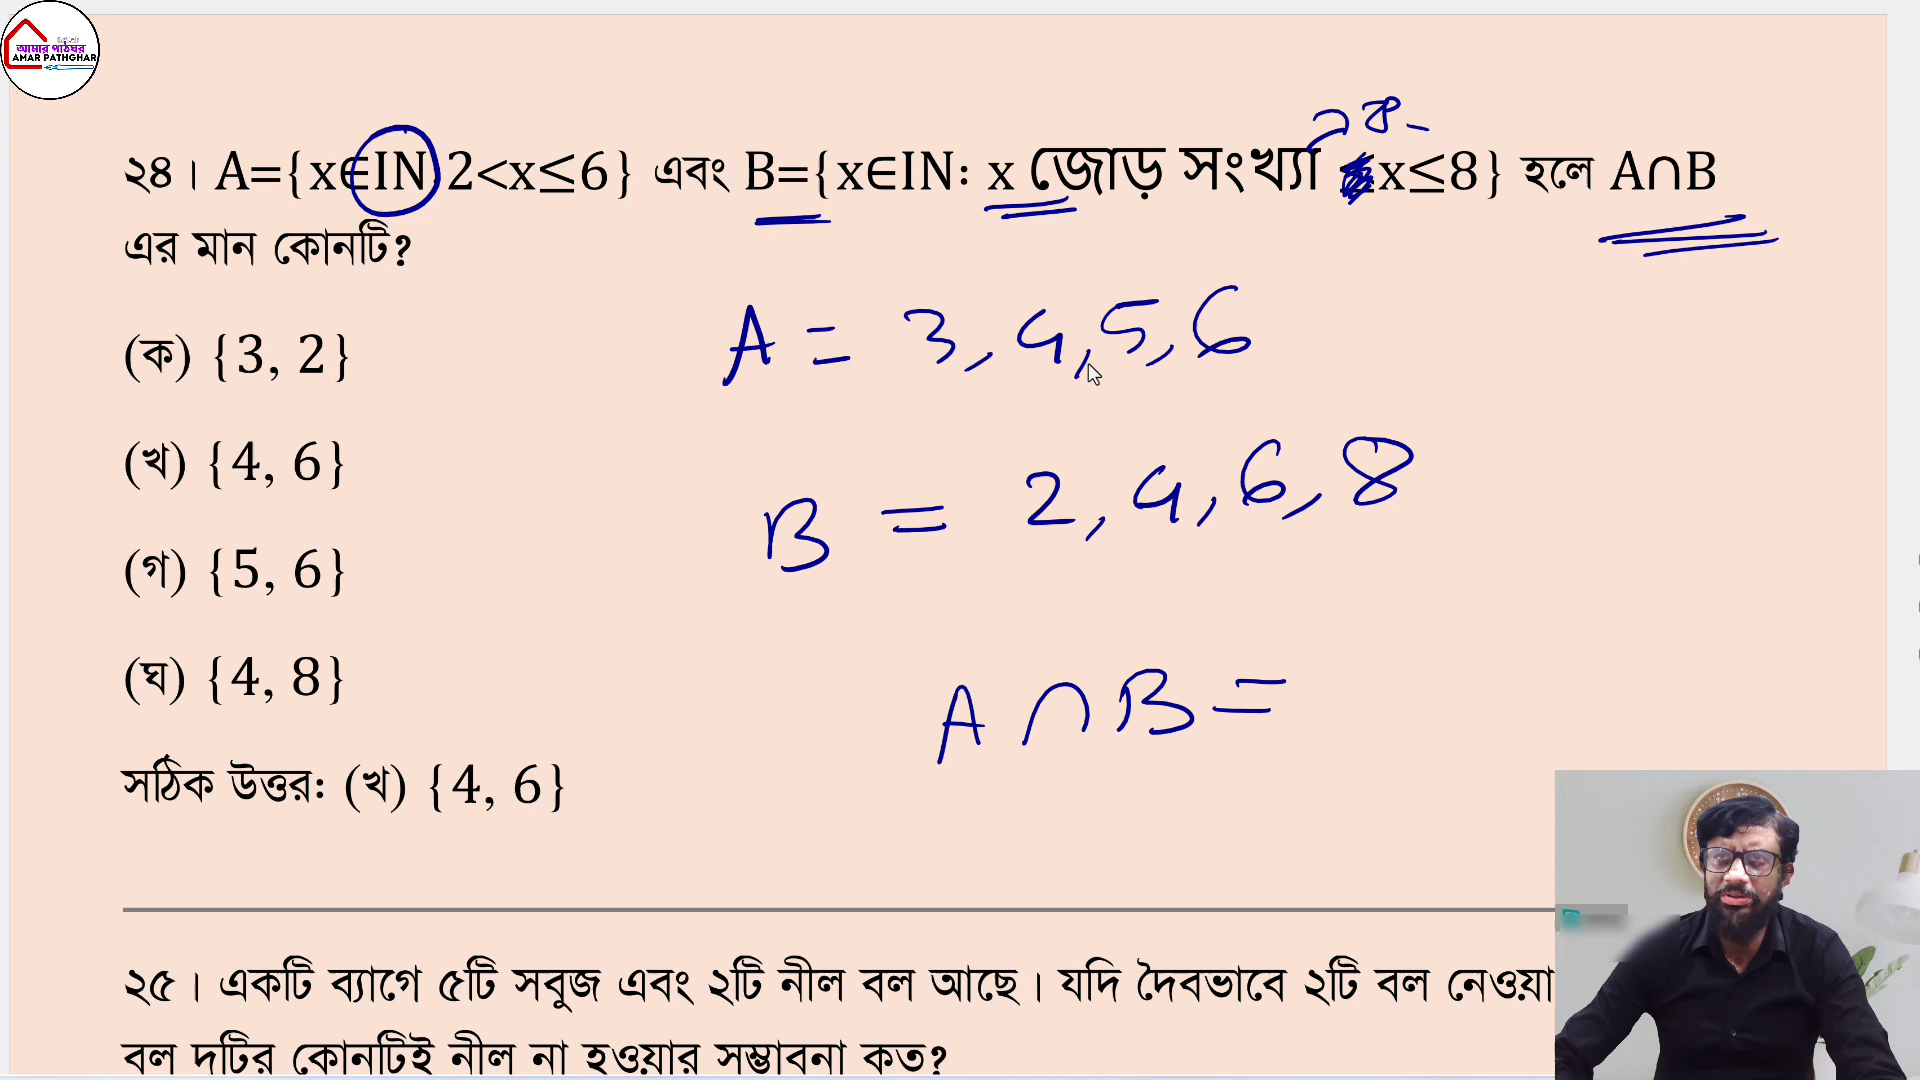 আমার পাঠঘর
AMAR PATHGHAR
২৪। A={x∈IN 2<x≤6} এবং B={x∈IN: x জোড় সংখ্যা x≤8} হলে A∩B
এর মান কোনটি?
A = 3, 4, 5, 6
(ক) {3, 2}
(খ) {4, 6}
B = 2, 4, 6, 8
(গ) {5, 6}
(ঘ) {4, 8}
A ∩ B =
সঠিক উত্তর: (খ) {4, 6}
২৫। একটি ব্যাগে ৫টি সবুজ এবং ২টি নীল বল আছে। যদি দৈবভাবে ২টি বল নেওয়া
বল দুটির কোনটিই নীল না হওয়ার সম্ভাবনা কত?